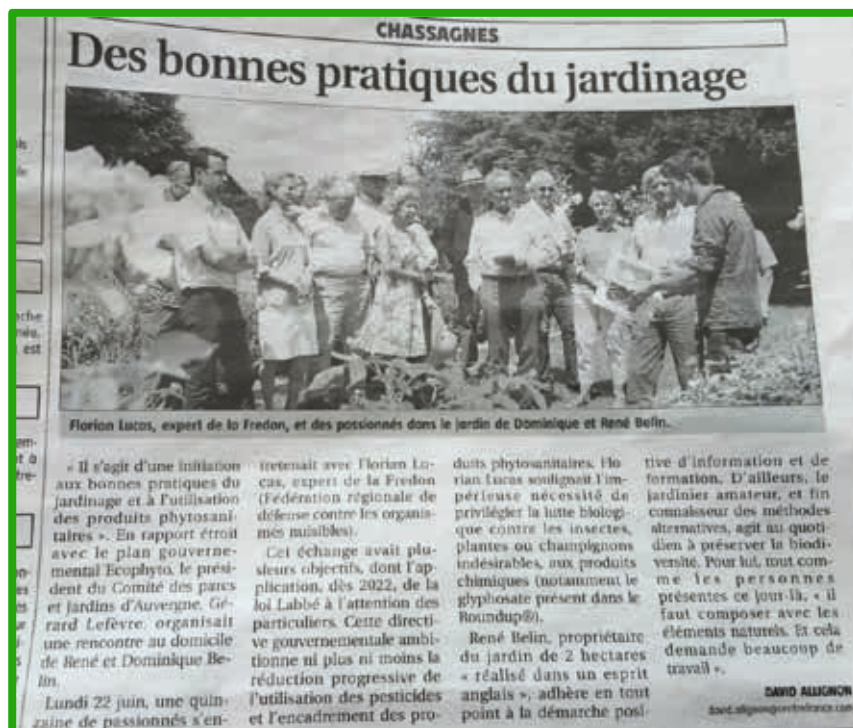 CHASSAGNES
Des bonnes pratiques du jardinage
Florian Lucas, expert de la Fredon, et des passionnés dans le jardin de Dominique et René Belin.
« Il s'agit d'une initiation
aux bonnes pratiques du
jardinage et à l'utilisation
des produits phytosani-
taires ». En rapport étroit
avec le plan gouverne-
mental Ecophyto, le prési-
dent du Comité des parcs
et jardins d'Auvergne, Gé-
rard Lefèvre, organisait
une rencontre au domicile
de René et Dominique Be-
lin.
Lundi 22 juin, une quin-
zaine de passionnés s'en-
tretenait avec Florian Lu-
cas, expert de la Fredon
(Fédération régionale de
défense contre les organis-
més nuisibles).
Cet échange avait plu-
sieurs objectifs, dont l'ap-
plication, dès 2022, de la
loi Labbé à l'attention des
particuliers. Cette directi-
ve gouvernementale ambi-
tionne ni plus ni moins la
réduction progressive de
l'utilisation des pesticides
et l'encadrement des pro-
duits phytosanitaires. Flo-
rian Lucas soulignait l'im-
périeuse nécessité de
privilégier la lutte biologi-
que contre les insectes,
plantes ou champignons
indésirables, aux produits
chimiques (notamment le
glyphosate présent dans le
Roundup®).
René Belin, propriétaire
du jardin de 2 hectares
« réalisé dans un esprit
anglais », adhère en tout
point à la démarche posi-
tive d'information et de
formation. D'ailleurs, le
jardinier amateur, et fin
connaisseur des méthodes
alternatives, agit au quoti-
dien à préserver la biodi-
versité. Pour lui, tout com-
me les personnes
présentes ce jour-là, « il
faut composer avec les
éléments naturels. Et cela
demande beaucoup de
travail ».
DAVID ALLIGNON
david.allignon@centrefrance.com